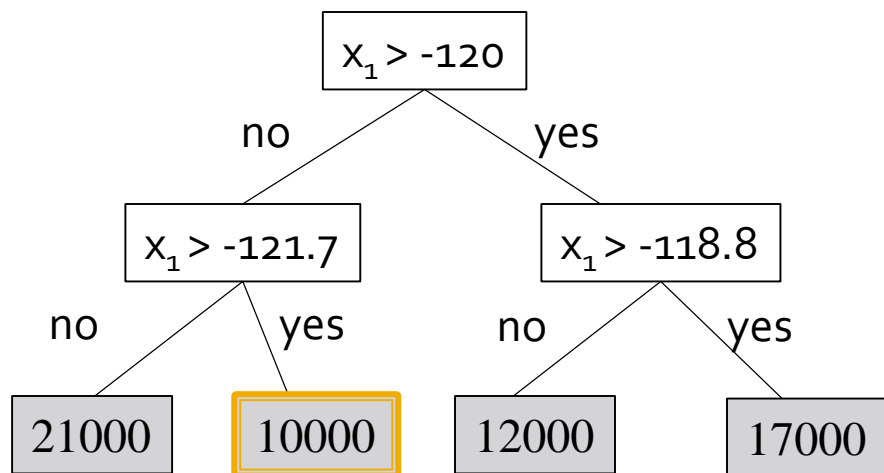 x₁ > -120
no yes
x₁ > -121.7 x₁ > -118.8
no yes no yes
21000 10000 12000 17000